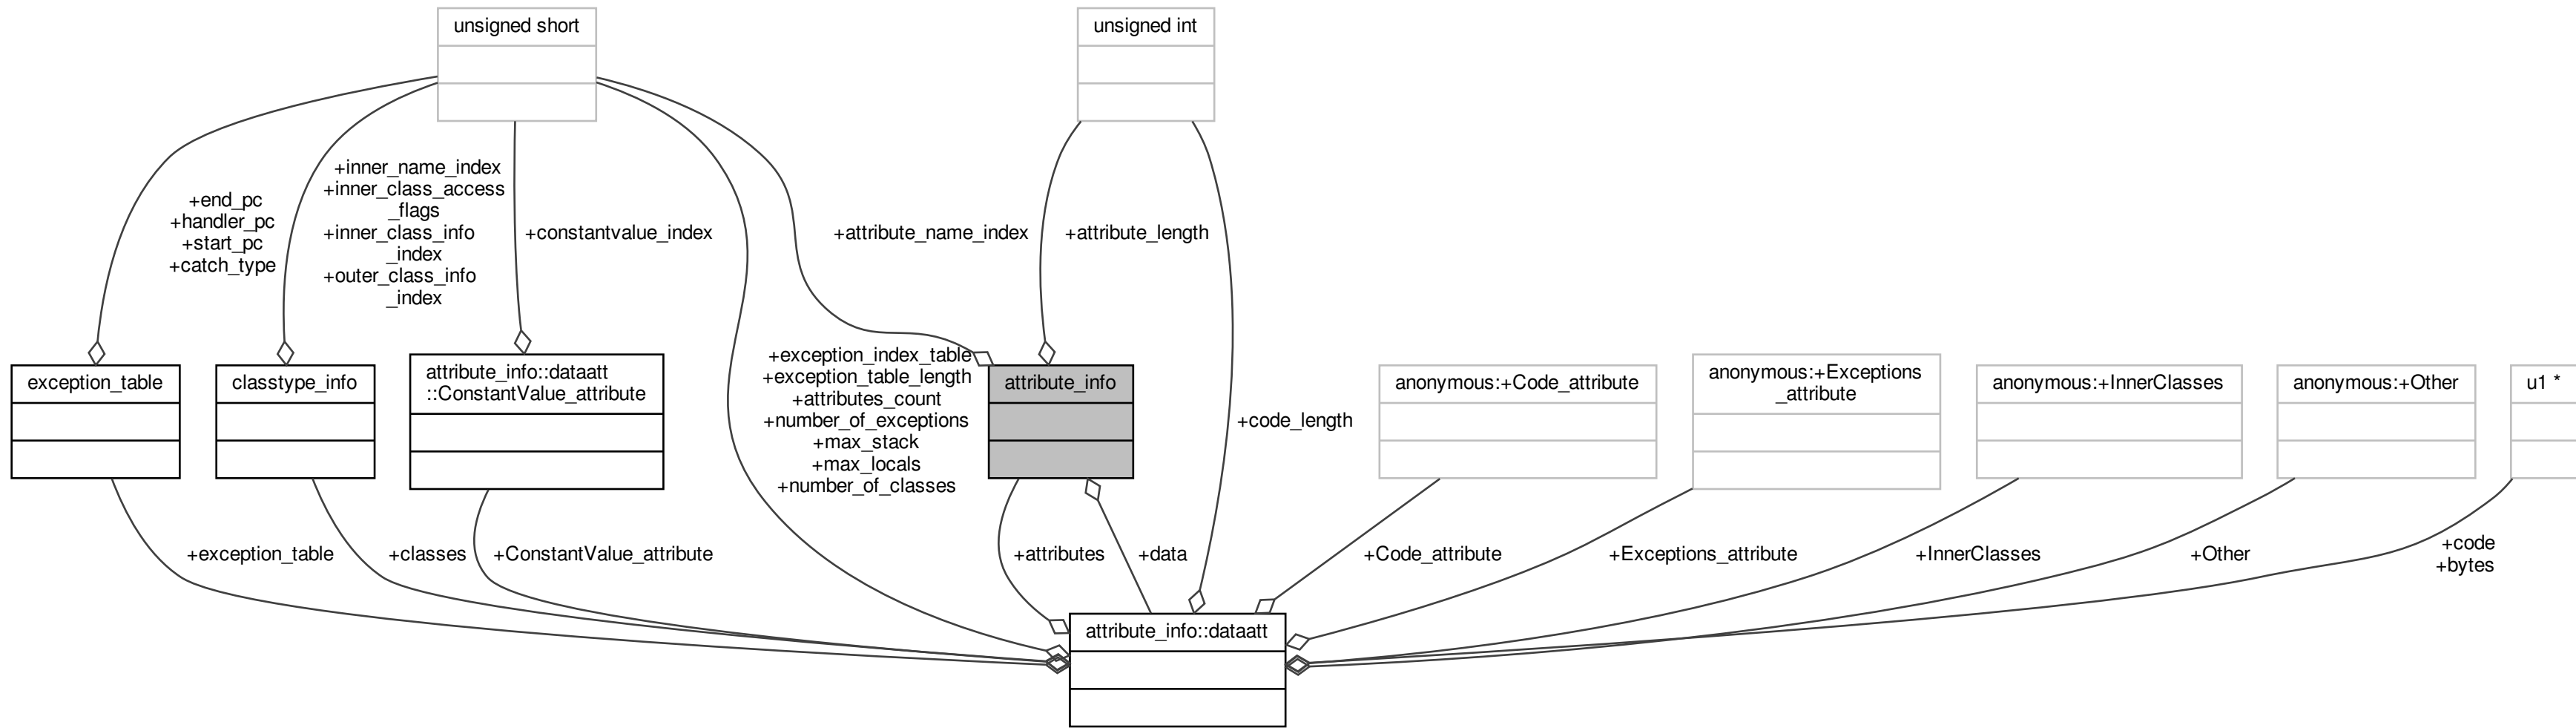 unsigned short
unsigned int
+inner_name_index
+inner_class_access
_flags
+inner_class_info
_index
+outer_class_info
_index
+end_pc
+handler_pc
+start_pc
+catch_type
+constantvalue_index
+attribute_name_index
+attribute_length
+exception_index_table
+exception_table_length
+attributes_count
+number_of_exceptions
+max_stack
+max_locals
+number_of_classes
+code_length
exception_table
classtype_info
attribute_info::dataatt
::ConstantValue_attribute
attribute_info
anonymous:+Code_attribute
anonymous:+Exceptions
_attribute
anonymous:+InnerClasses
anonymous:+Other
u1 *
+exception_table
+classes
+ConstantValue_attribute
+attributes
+data
+Code_attribute
+Exceptions_attribute
+InnerClasses
+Other
+code
+bytes
attribute_info::dataatt